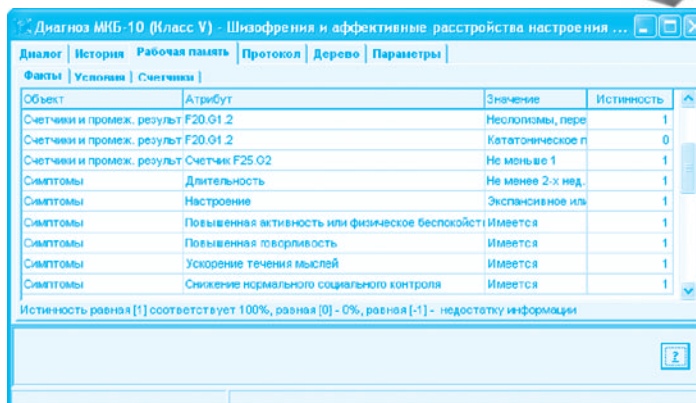 Диагноз МКБ-10 (Класс V) - Шизофрения и аффективные расстройства настроения ...
Диалог История Рабочая память Протокол Дерево Параметры
Факты Условия Счетчики
Объект Атрибут Значение Истинность
Счетчики и промеж. результ F20.G1.2 Неологизмы, пере 1
Счетчики и промеж. результ F20.G1.2 Кататоническое п 0
Счетчики и промеж. результ Счетчик F25.G2 Не меньше 1 1
Симптомы Длительность Не менее 2-х нед. 1
Симптомы Настроение Экспансивное или 1
Симптомы Повышенная активность или физическое беспокойст Имеется 1
Симптомы Повышенная говорливость Имеется 1
Симптомы Ускорение течения мыслей Имеется 1
Симптомы Снижение нормального социального контроля Имеется 1
Истинность равная [1] соответствует 100%, равная [0] - 0%, равная [-1] - недостатку информации
?